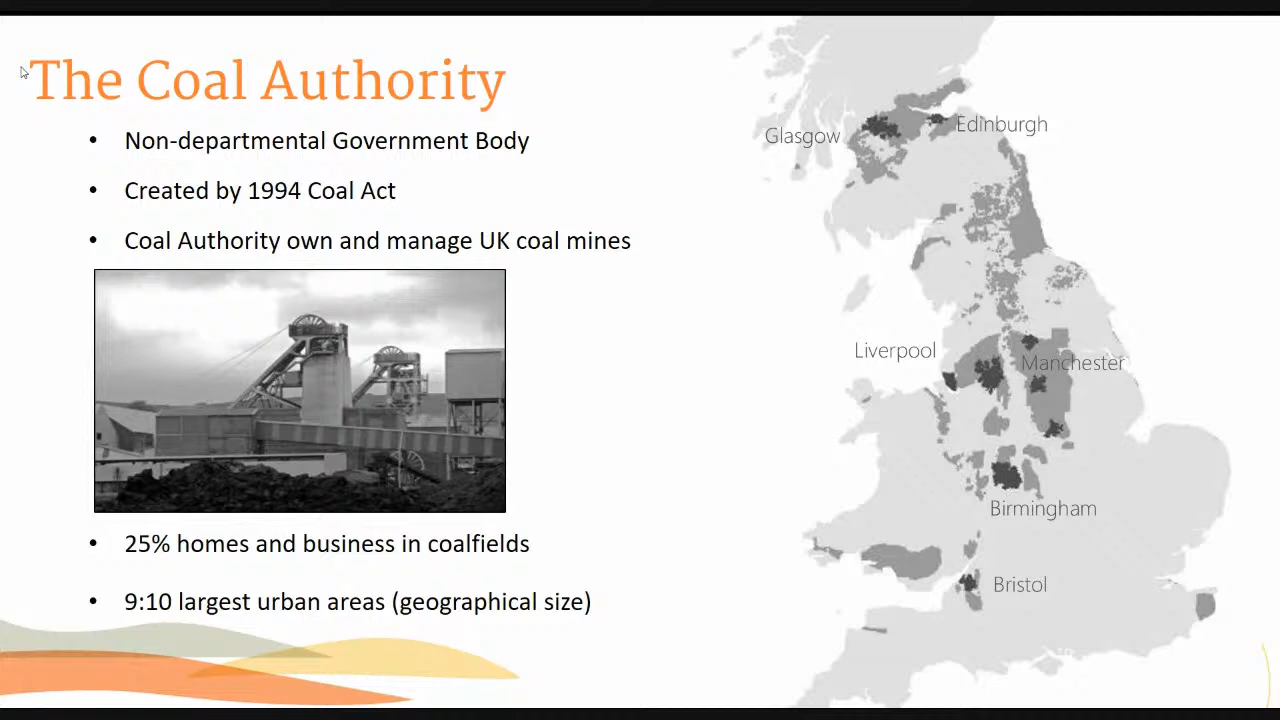 The Coal Authority
• Non-departmental Government Body
• Created by 1994 Coal Act
• Coal Authority own and manage UK coal mines
• 25% homes and business in coalfields
• 9:10 largest urban areas (geographical size)
Glasgow
Edinburgh
Liverpool
Manchester
Birmingham
Bristol